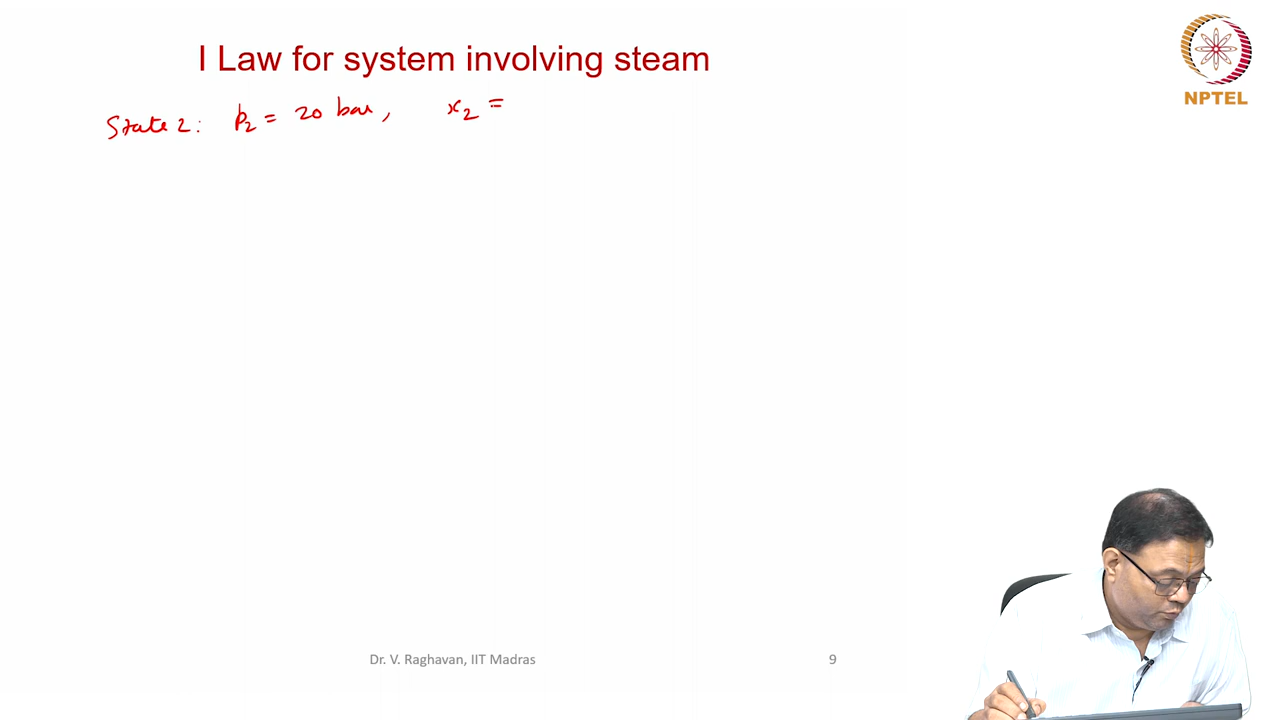 I Law for system involving steam
State 2: p₂ = 20 bar, x₂ =
NPTEL
Dr. V. Raghavan, IIT Madras
9